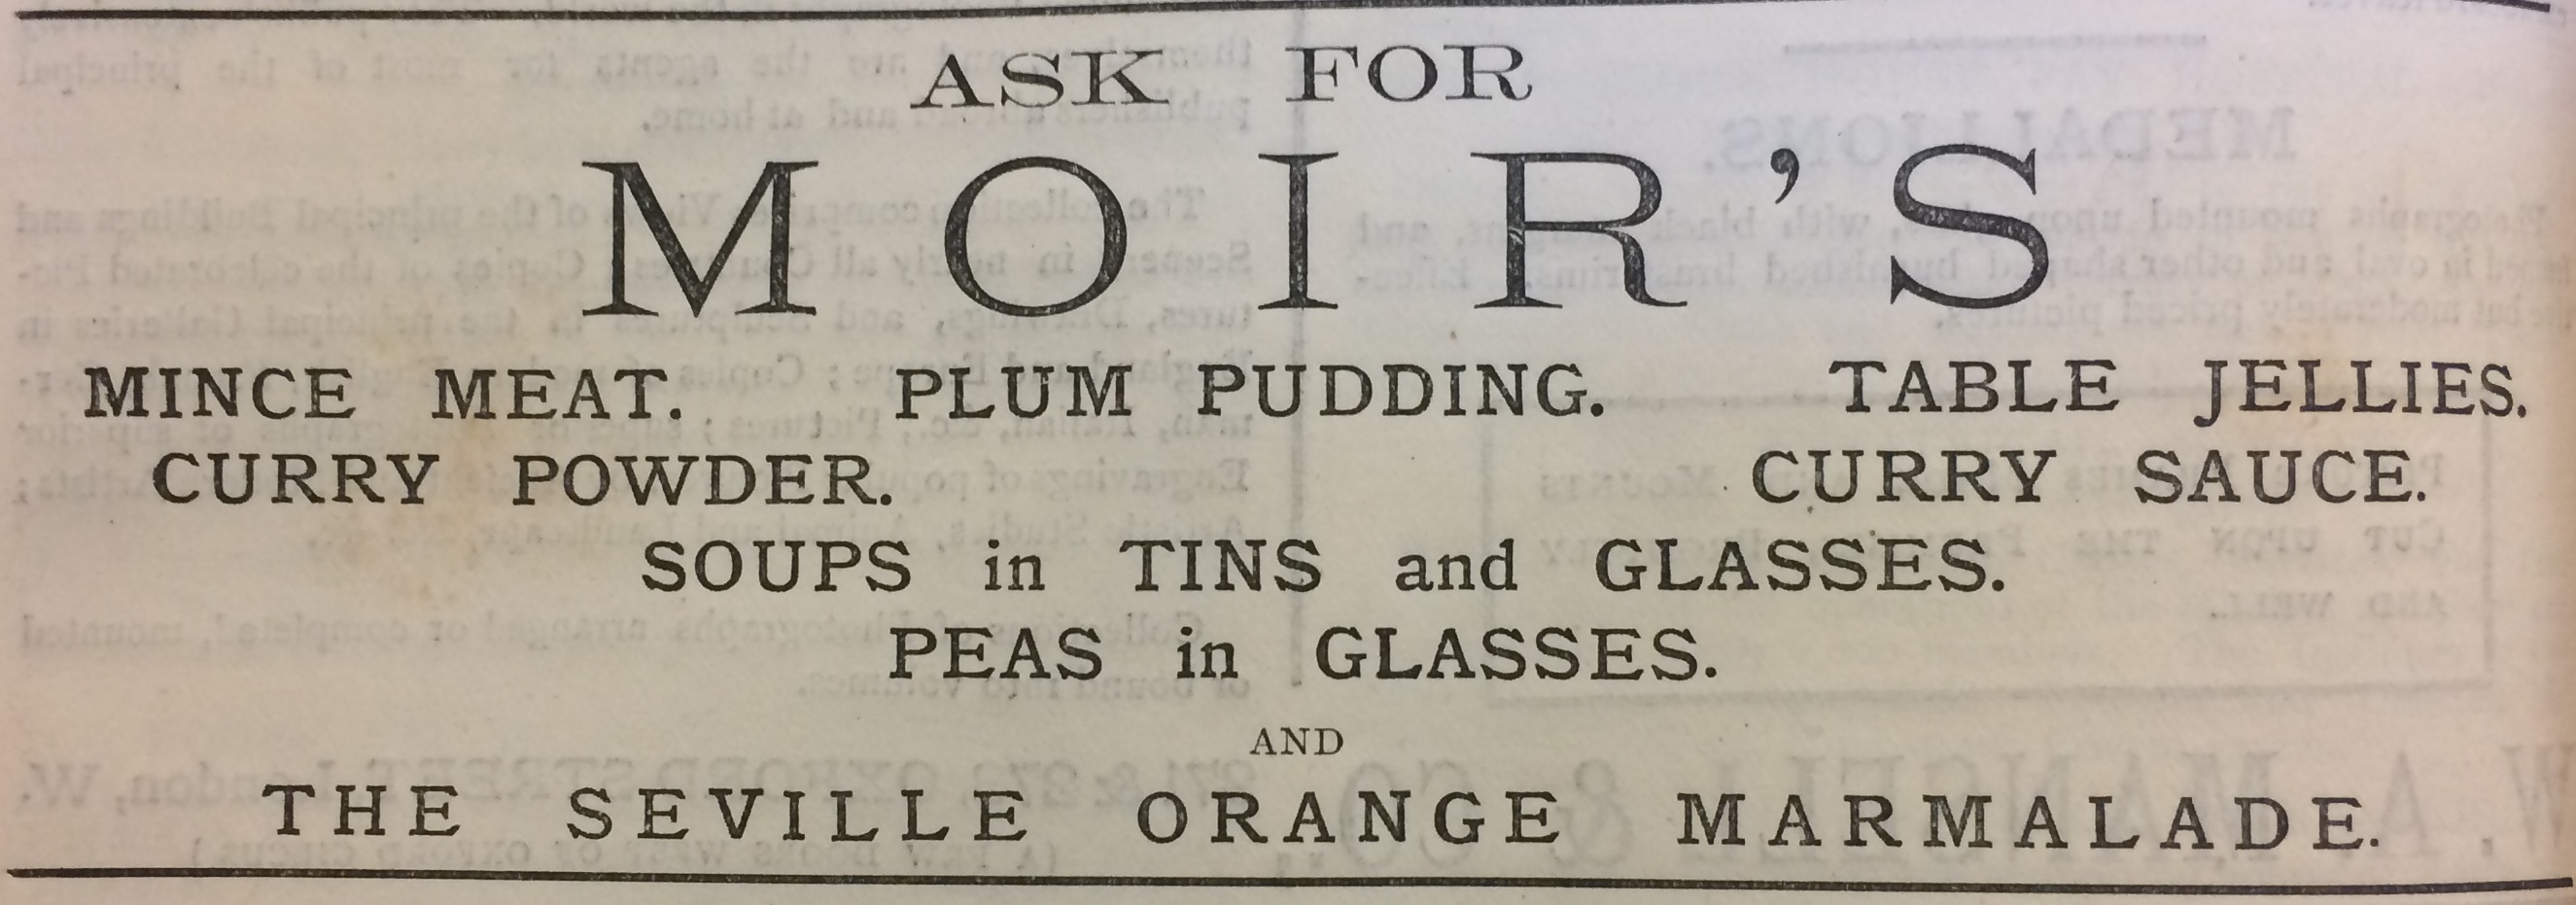 ASK FOR
MOIR'S
MINCE MEAT. PLUM PUDDING. TABLE JELLIES.
CURRY POWDER. CURRY SAUCE.
SOUPS in TINS and GLASSES.
PEAS in GLASSES.
AND
THE SEVILLE ORANGE MARMALADE.